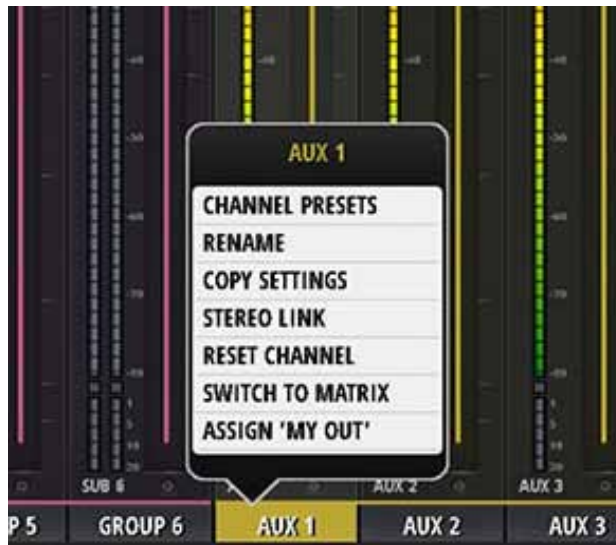 AUX 1
CHANNEL PRESETS
RENAME
COPY SETTINGS
STEREO LINK
RESET CHANNEL
SWITCH TO MATRIX
ASSIGN 'MY OUT'
SUB 6
AUX 2
AUX 3
P 5
GROUP 6
AUX 1
AUX 2
AUX 3